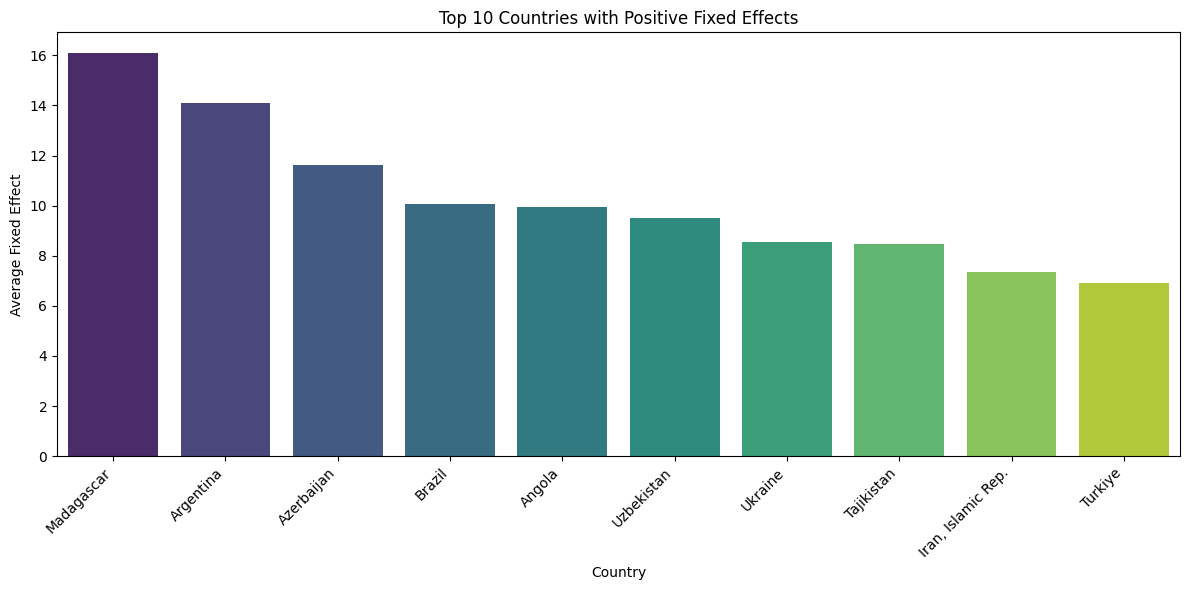 Top 10 Countries with Positive Fixed Effects
Average Fixed Effect
16
14
12
10
8
6
4
2
0
Madagascar
Argentina
Azerbaijan
Brazil
Angola
Uzbekistan
Ukraine
Tajikistan
Iran, Islamic Rep.
Turkiye
Country